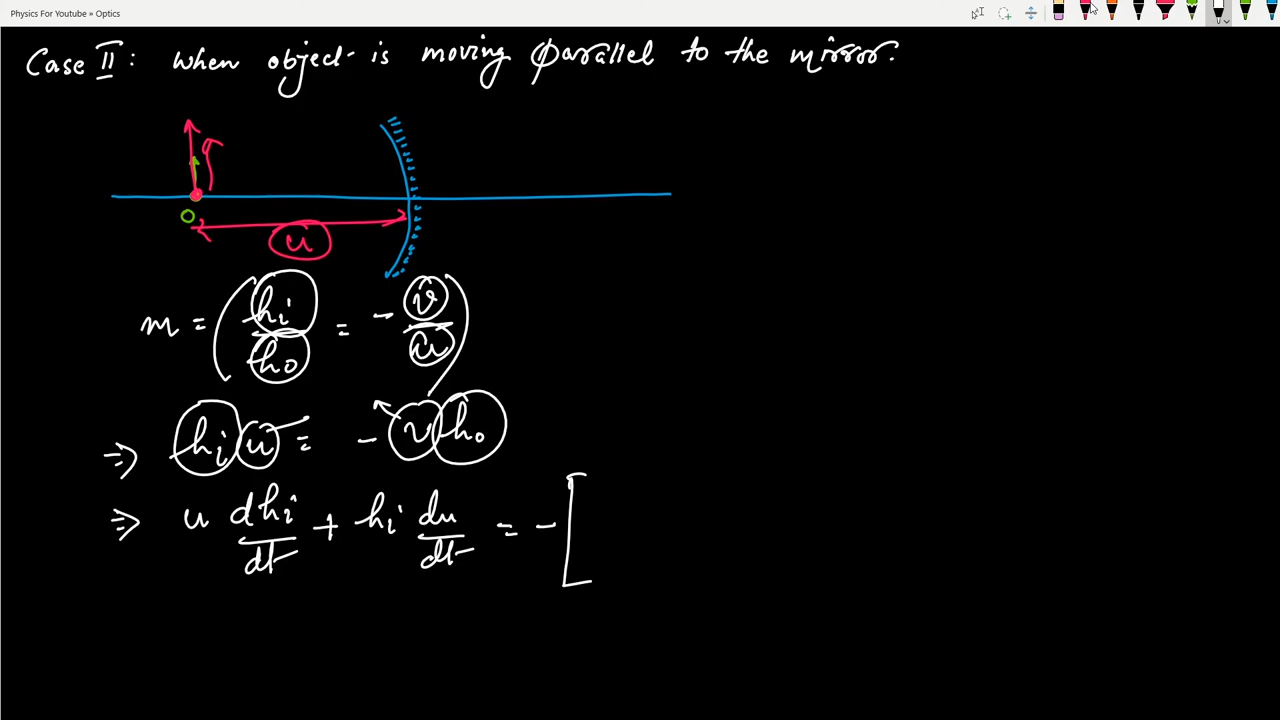 Physics For Youtube » Optics
Case II: when object is moving parallel to the mirror.
O
u
m = ( hi / ho = - v / u )
⇒ hi u = - v ho
⇒ u dhi/dt + hi du/dt = - [